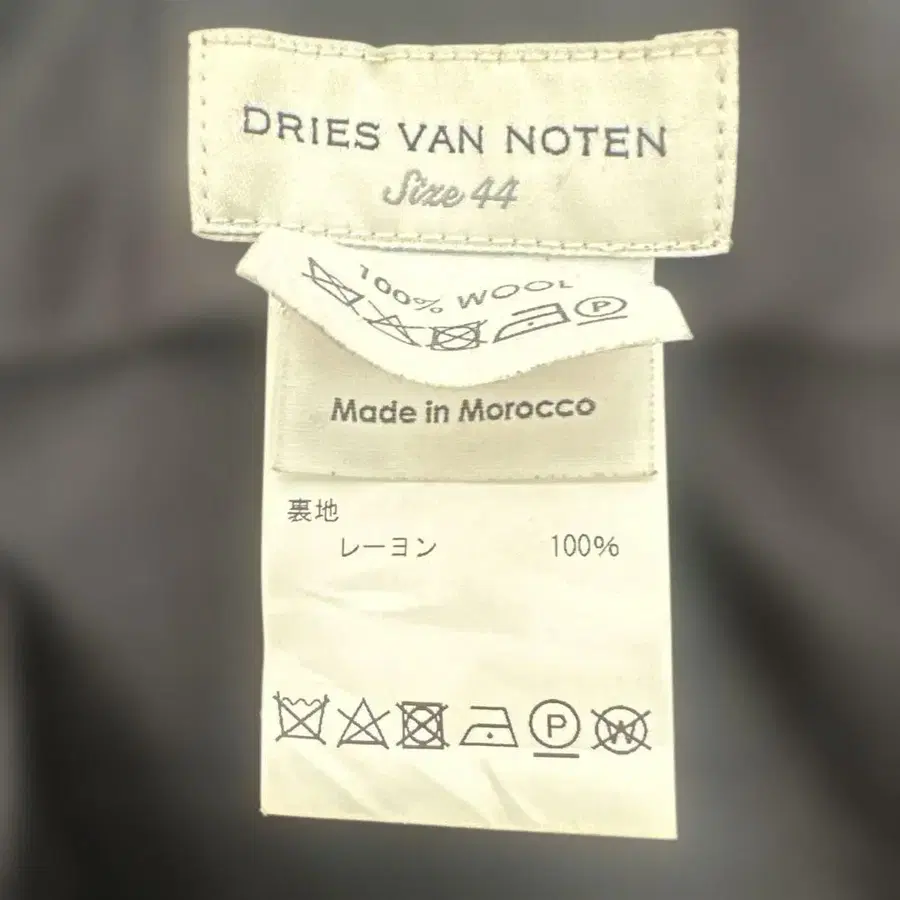 DRIES VAN NOTEN
Size 44
100% WOOL
P
Made in Morocco
裏地
レーヨン 100%
P W